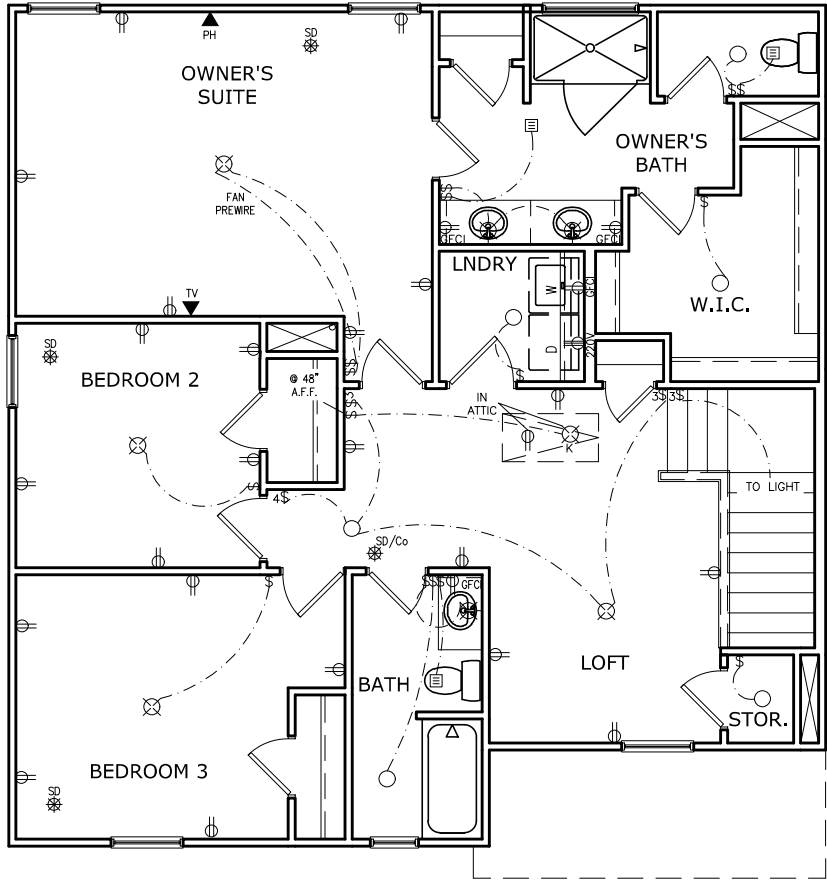 PH
SD
OWNER'S
SUITE
FAN
PREWIRE
TV
OWNER'S
BATH
$$
$$
$
GFCI
GFCI
LNDRY
W
D
GFCI
220V
$
W.I.C.
SD
BEDROOM 2
@ 48"
A.F.F.
$$
$$3
IN
ATTIC
K
3$3$
TO LIGHT
$
4$
SD/Co
$
$$$
GFCI
BATH
LOFT
$
STOR.
BEDROOM 3
SD